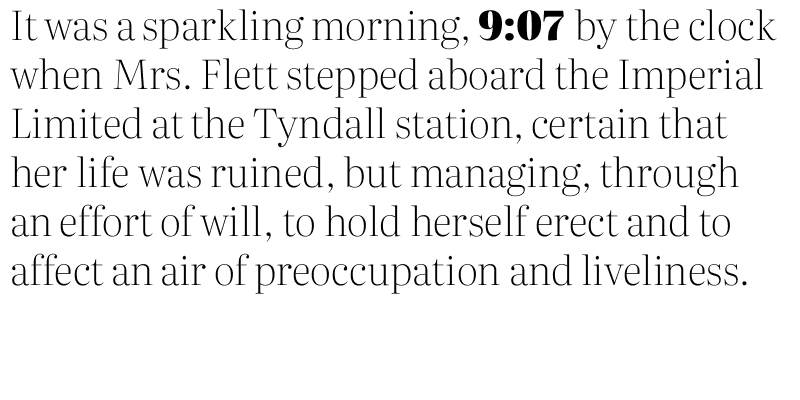 It was a sparkling morning, 9:07 by the clock
when Mrs. Flett stepped aboard the Imperial
Limited at the Tyndall station, certain that
her life was ruined, but managing, through
an effort of will, to hold herself erect and to
affect an air of preoccupation and liveliness.